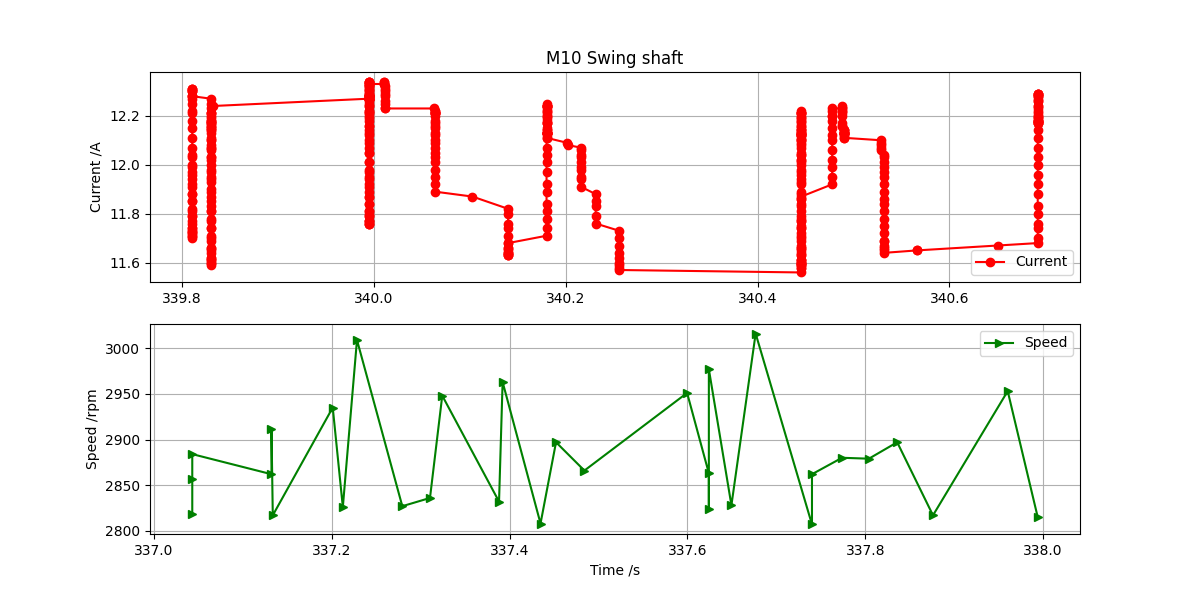 M10 Swing shaft
Current /A
12.2
12.0
11.8
11.6
Current
339.8 340.0 340.2 340.4 340.6
Speed /rpm
3000
2950
2900
2850
2800
Speed
337.0 337.2 337.4 337.6 337.8 338.0
Time /s